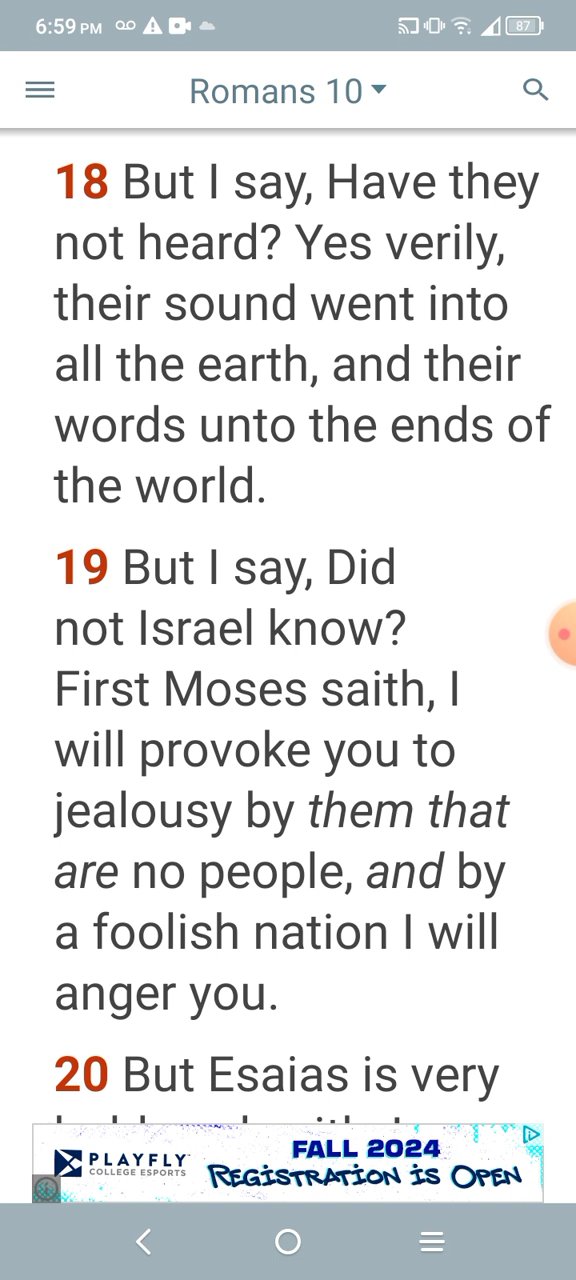 6:59 PM
87
Romans 10
18 But I say, Have they
not heard? Yes verily,
their sound went into
all the earth, and their
words unto the ends of
the world.
19 But I say, Did
not Israel know?
First Moses saith, I
will provoke you to
jealousy by them that
are no people, and by
a foolish nation I will
anger you.
20 But Esaias is very
PLAYFLY
COLLEGE ESPORTS
FALL 2024
REGISTRATION IS OPEN